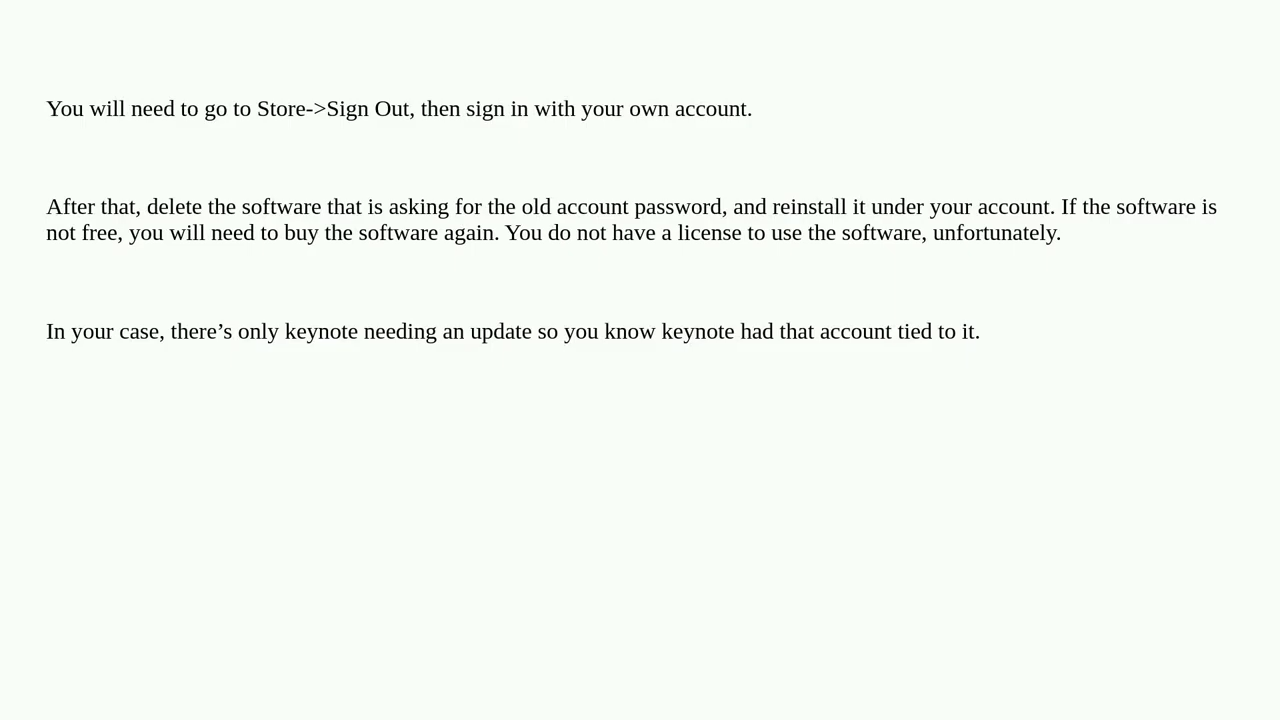 You will need to go to Store->Sign Out, then sign in with your own account.
After that, delete the software that is asking for the old account password, and reinstall it under your account. If the software is
not free, you will need to buy the software again. You do not have a license to use the software, unfortunately.
In your case, there’s only keynote needing an update so you know keynote had that account tied to it.